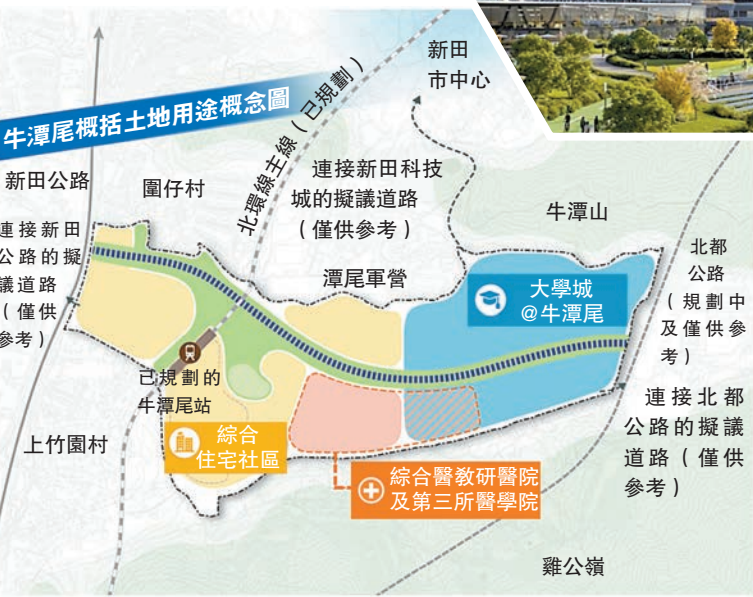 牛潭尾概括土地用途概念圖
新田
市中心
北環線主線(已規劃)
新田公路
圍仔村
連接新田科技
城的擬議道路
(僅供參考)
牛潭山
連接新田
公路的擬
議道路
(僅供
參考)
潭尾軍營
大學城
@牛潭尾
北都
公路
(規劃中
及僅供參
考)
已規劃的
牛潭尾站
連接北都
公路的擬議
道路(僅供
參考)
上竹園村
綜合
住宅社區
綜合醫教研醫院
及第三所醫學院
雞公嶺